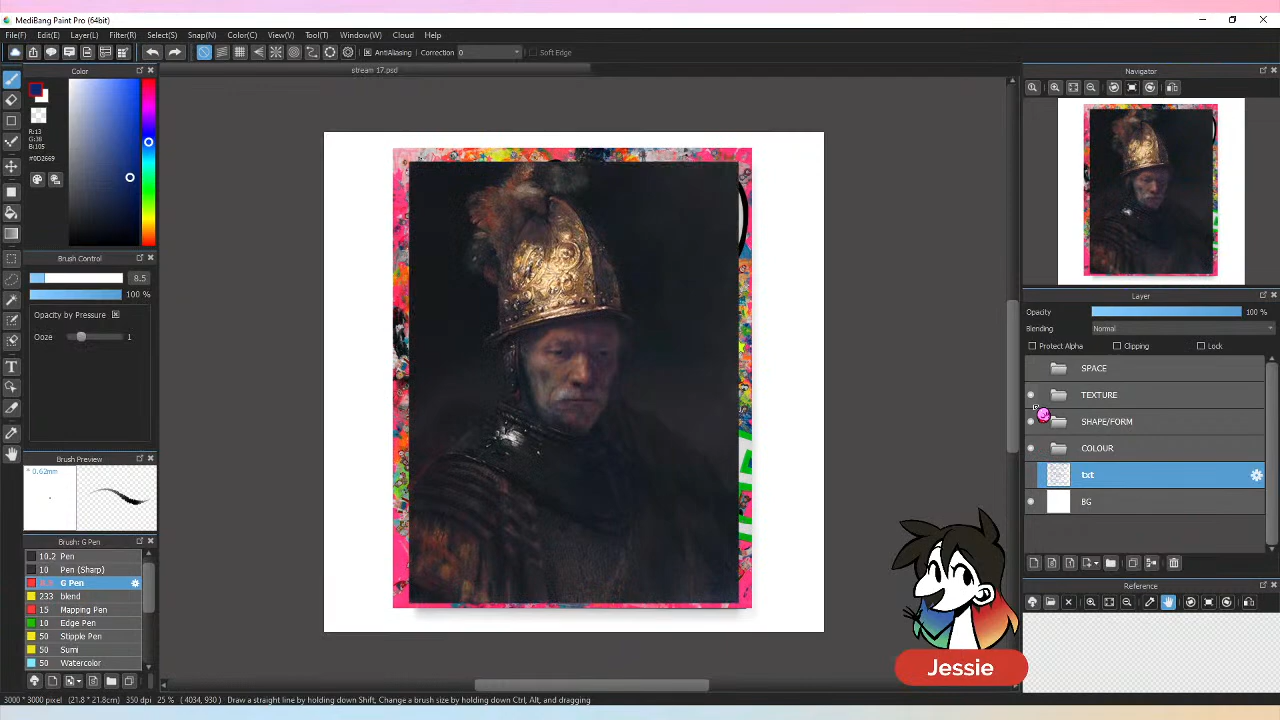 MediBang Paint Pro (64bit)
File(F) Edit(E) Layer(L) Filter(R) Select(S) Snap(N) Color(C) View(V) Tool(T) Window(W) Cloud Help
AntiAliasing Correction 0 Soft Edge
stream 17.psd
Color
R:13
G:38
B:105
#0D2669
Brush Control
8.5
100 %
Opacity by Pressure
Ooze 1
Brush Preview
0.62mm
Brush: G Pen
10.2 Pen
10 Pen (Sharp)
G Pen
233 blend
15 Mapping Pen
10 Edge Pen
50 Stipple Pen
50 Sumi
50 Watercolor
Navigator
Layer
Opacity 100 %
Blending Normal
Protect Alpha Clipping Lock
SPACE
TEXTURE
SHAPE/FORM
COLOUR
txt
BG
Reference
Jessie
3000 * 3000 pixel (21.8 * 21.8cm) 350 dpi 25 % ( 4034, 930 ) Draw a straight line by holding down Shift, Change a brush size by holding down Ctrl, Alt, and dragging